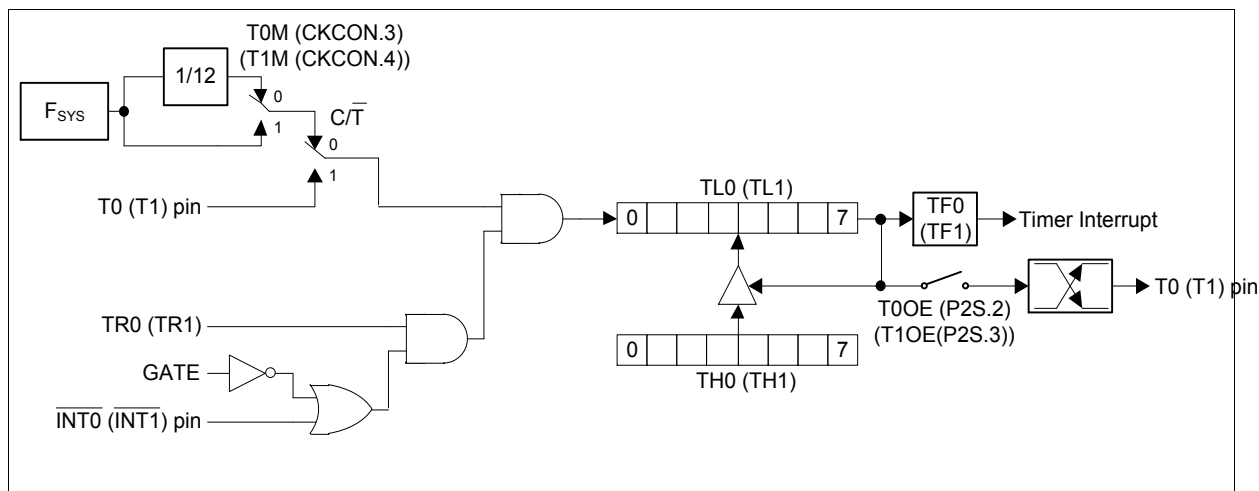 T0M (CKCON.3)
(T1M (CKCON.4))
1/12
FSYS
0
1
C/T̅
0
1
T0 (T1) pin
TL0 (TL1)
0
7
TF0
(TF1)
Timer Interrupt
T0 (T1) pin
T0OE (P2S.2)
(T1OE(P2S.3))
TR0 (TR1)
0
7
TH0 (TH1)
GATE
I̅N̅T̅0̅ (I̅N̅T̅1̅) pin